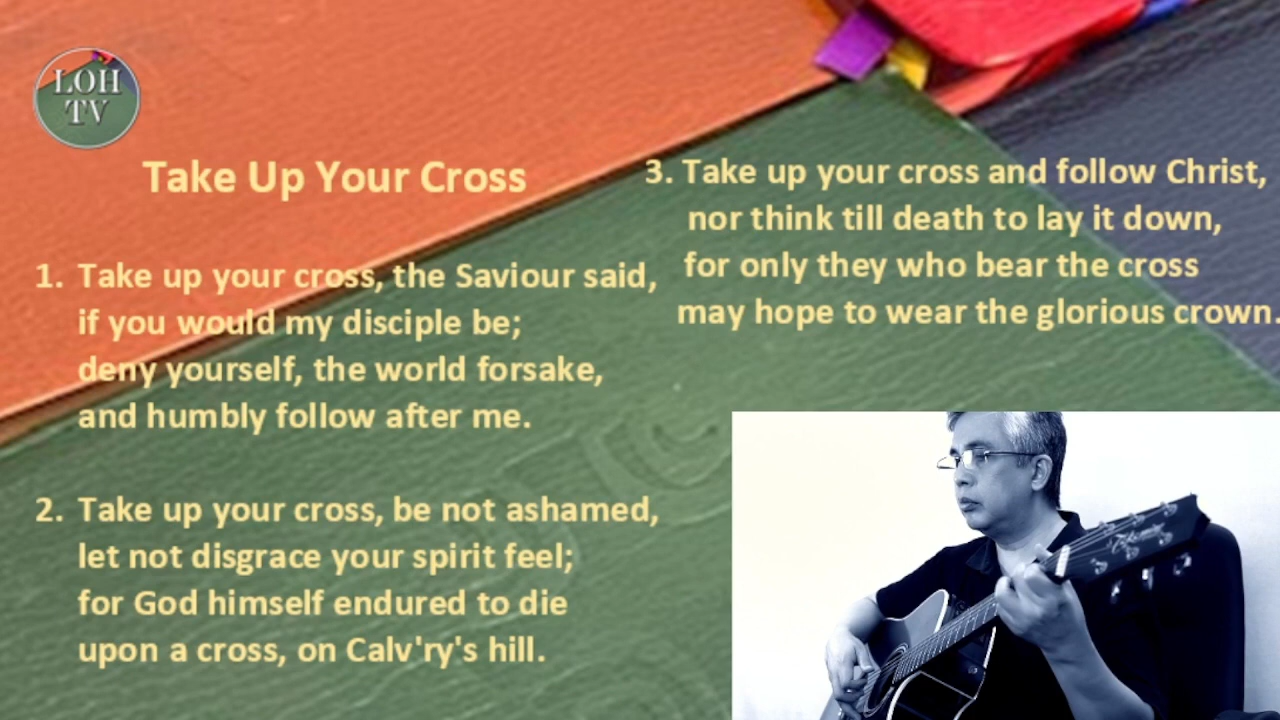 LOH
TV
Take Up Your Cross
1. Take up your cross, the Saviour said,
if you would my disciple be;
deny yourself, the world forsake,
and humbly follow after me.
2. Take up your cross, be not ashamed,
let not disgrace your spirit feel;
for God himself endured to die
upon a cross, on Calv'ry's hill.
3. Take up your cross and follow Christ,
nor think till death to lay it down,
for only they who bear the cross
may hope to wear the glorious crown.